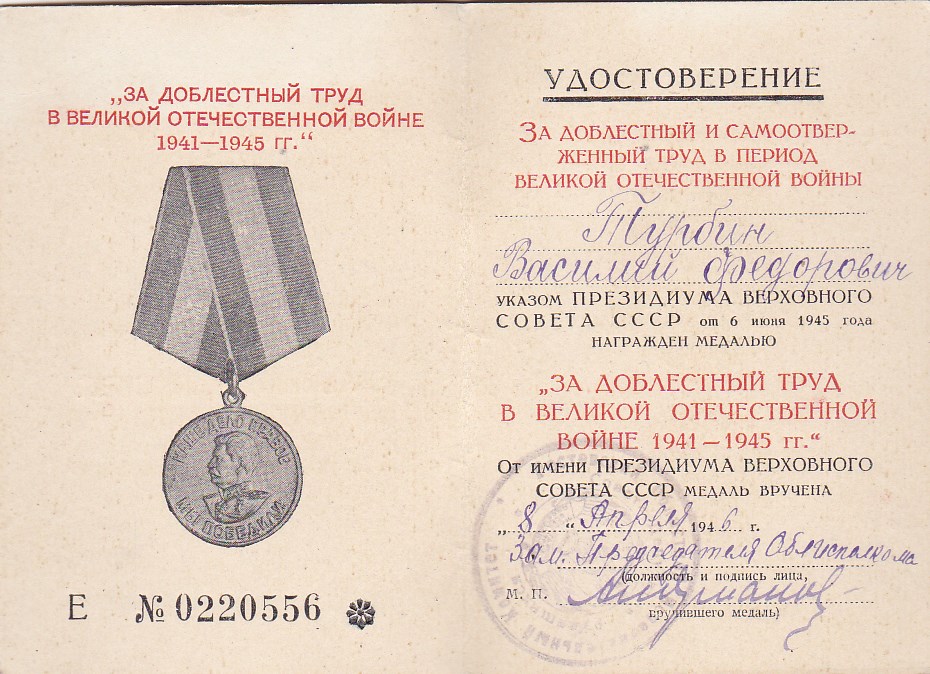 „ЗА ДОБЛЕСТНЫЙ ТРУД
В ВЕЛИКОЙ ОТЕЧЕСТВЕННОЙ ВОЙНЕ
1941—1945 гг.“
НАШЕ ДЕЛО ПРАВОЕ
МЫ ПОБЕДИЛИ
Е № 0220556
УДОСТОВЕРЕНИЕ
ЗА ДОБЛЕСТНЫЙ И САМООТВЕР-
ЖЕННЫЙ ТРУД В ПЕРИОД
ВЕЛИКОЙ ОТЕЧЕСТВЕННОЙ ВОЙНЫ
Турбин
Василий Федорович
УКАЗОМ ПРЕЗИДИУМА ВЕРХОВНОГО
СОВЕТА СССР от 6 июня 1945 года
НАГРАЖДЕН МЕДАЛЬЮ
„ЗА ДОБЛЕСТНЫЙ ТРУД
В ВЕЛИКОЙ ОТЕЧЕСТВЕННОЙ
ВОЙНЕ 1941—1945 гг.“
От имени ПРЕЗИДИУМА ВЕРХОВНОГО
СОВЕТА СССР МЕДАЛЬ ВРУЧЕНА
„8“ Апреля 1946 г.
Зам. Председателя Облисполкома
(должность и подпись лица,
М. П.
вручившего медаль)